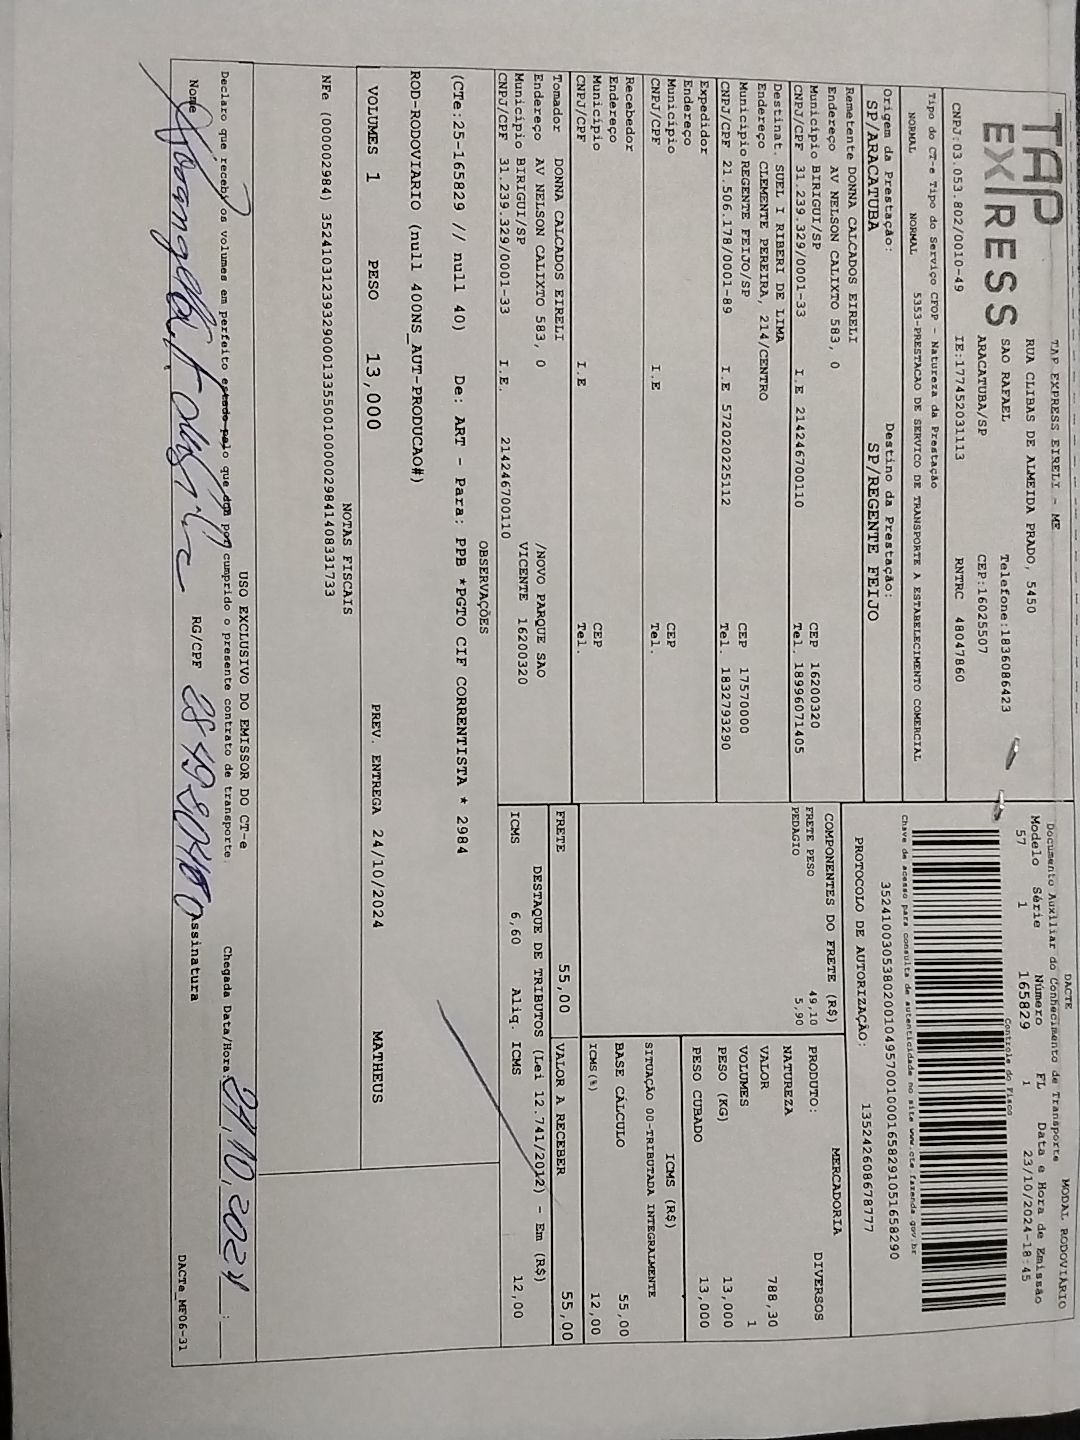 TAP EXPRESS
TAP EXPRESS EIRELI - ME
RUA CLIBAS DE ALMEIDA PRADO, 5450
SAO RAFAEL Telefone:1836086423
ARACATUBA/SP CEP:16025507
CNPJ:03.053.802/0010-49 IE:177452031113 RNTRC 48047860
Tipo do CT-e Tipo do Serviço CFOP - Natureza da Prestação
NORMAL NORMAL 5353-PRESTACAO DE SERVICO DE TRANSPORTE A ESTABELECIMENTO COMERCIAL
Origem da Prestação: Destino da Prestação:
SP/ARACATUBA SP/REGENTE FEIJO
DACTE MODAL RODOVIÁRIO
Documento Auxiliar do Conhecimento de Transporte
Modelo Série Número FL Data e Hora de Emissão
57 1 165829 1 23/10/2024-18:45
Controle do Fisco
Chave de acesso para consulta de autenticidade no site www.cte.fazenda.gov.br
35241003053802001049570010001658291051658290
PROTOCOLO DE AUTORIZAÇÃO: 135242608678777
Remetente DONNA CALCADOS EIRELI
Endereço AV NELSON CALIXTO 583, 0
Município BIRIGUI/SP CEP 16200320
CNPJ/CPF 31.239.329/0001-33 I.E 214246700110 Tel. 18996071405
Destinat. SUEL I RIBERI DE LIMA
Endereço CLEMENTE PEREIRA, 214/CENTRO
Município REGENTE FEIJO/SP CEP 17570000
CNPJ/CPF 21.506.178/0001-89 I.E 572020225112 Tel. 1832793290
Expedidor
Endereço
Município CEP
CNPJ/CPF I.E Tel.
Recebedor
Endereço
Município CEP
CNPJ/CPF I.E Tel.
Tomador DONNA CALCADOS EIRELI
Endereço AV NELSON CALIXTO 583, 0 /NOVO PARQUE SAO
Município BIRIGUI/SP VICENTE 16200320
CNPJ/CPF 31.239.329/0001-33 I.E. 214246700110
COMPONENTES DO FRETE (R$)
FRETE PESO 49,10
PEDAGIO 5,90
MERCADORIA
PRODUTO: DIVERSOS
NATUREZA
VALOR 788,30
VOLUMES 1
PESO (KG) 13,000
PESO CUBADO 13,000
ICMS (R$)
SITUAÇÃO 00-TRIBUTADA INTEGRALMENTE
BASE CÁLCULO 55,00
ICMS(%) 12,00
FRETE 55,00 VALOR A RECEBER 55,00
DESTAQUE DE TRIBUTOS (Lei 12.741/2012) - Em (R$)
ICMS 6,60 Aliq. ICMS 12,00
OBSERVAÇÕES
(CTe:25-165829 // null 40) De: ART - Para: PPB *PGTO CIF CORRENTISTA * 2984
ROD-RODOVIARIO (null 400NS_AUT-PRODUCAO#)
VOLUMES 1 PESO 13,000 PREV. ENTREGA 24/10/2024 MATHEUS
NOTAS FISCAIS
NFe (000002984) 35241031239329000133550010000029841408331733
USO EXCLUSIVO DO EMISSOR DO CT-e
Declaro que recebi os volumes em perfeito estado pelo que dou por cumprido o presente contrato de transporte. Chegada Data/Hora: 24,10,2024 :
Nome RG/CPF Assinatura
DACTe_MF06-31